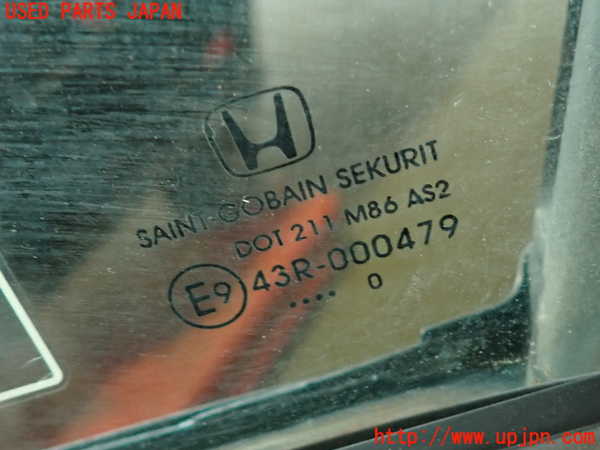 USED PARTS JAPAN
SAINT-GOBAIN SEKURIT
DOT 211 M86 AS2
E9 43R-000479
.... 0
http://www.upjpn.com/